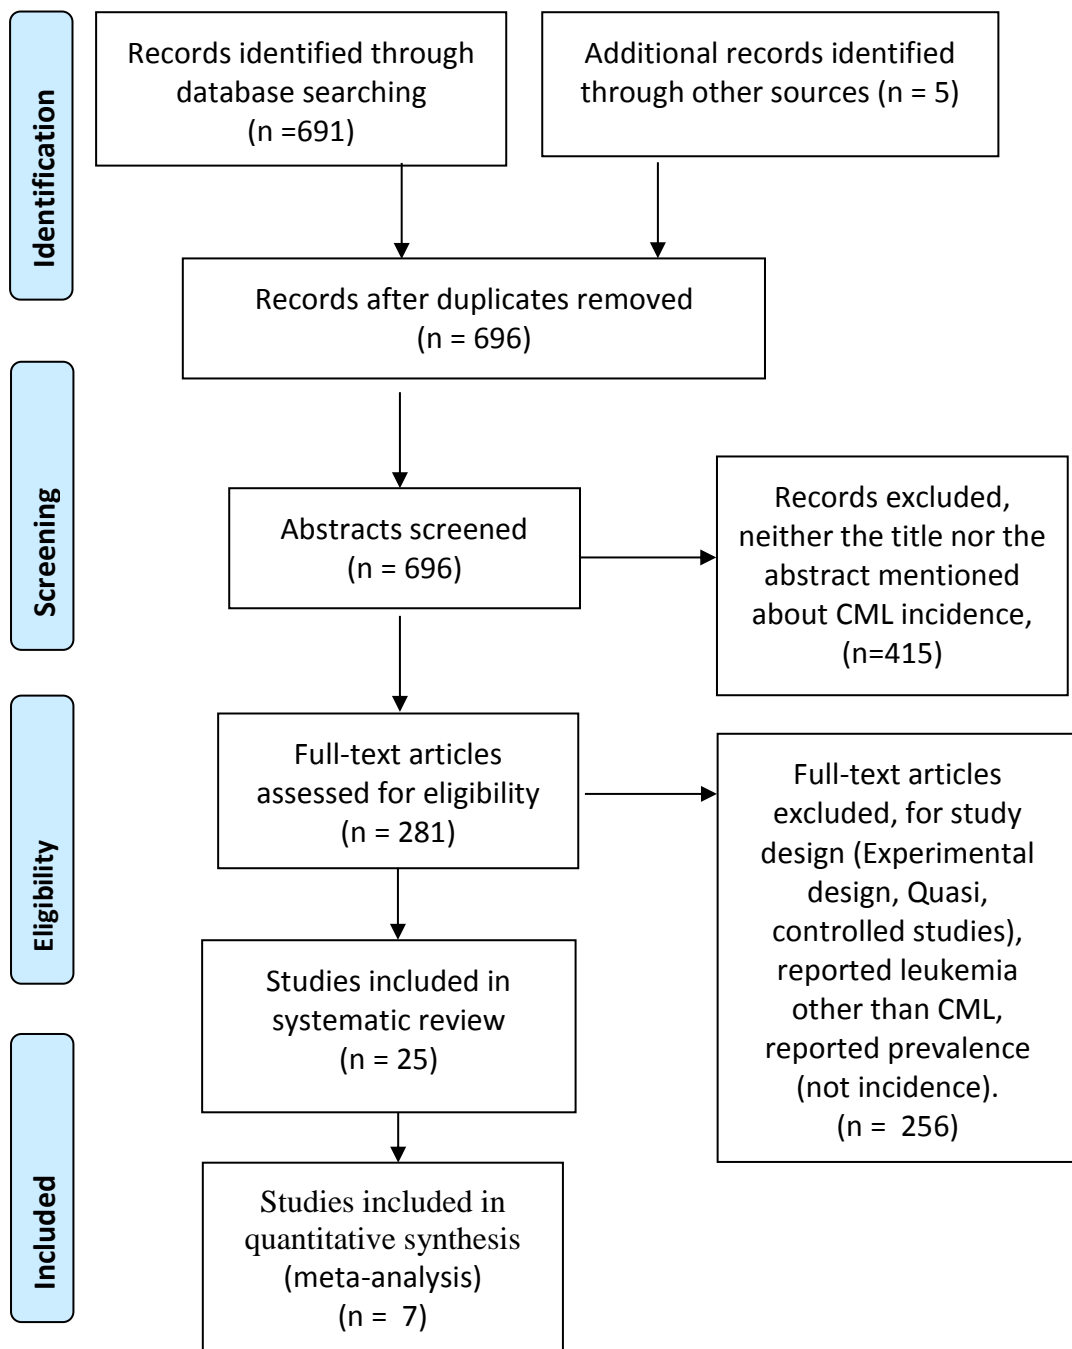 Identification
Records identified through
database searching
(n =691)
Additional records identified
through other sources (n = 5)
Records after duplicates removed
(n = 696)
Screening
Abstracts screened
(n = 696)
Records excluded,
neither the title nor the
abstract mentioned
about CML incidence,
(n=415)
Eligibility
Full-text articles
assessed for eligibility
(n = 281)
Full-text articles
excluded, for study
design (Experimental
design, Quasi,
controlled studies),
reported leukemia
other than CML,
reported prevalence
(not incidence).
(n =  256)
Studies included in
systematic review
(n = 25)
Included
Studies included in
quantitative synthesis
(meta-analysis)
(n =  7)